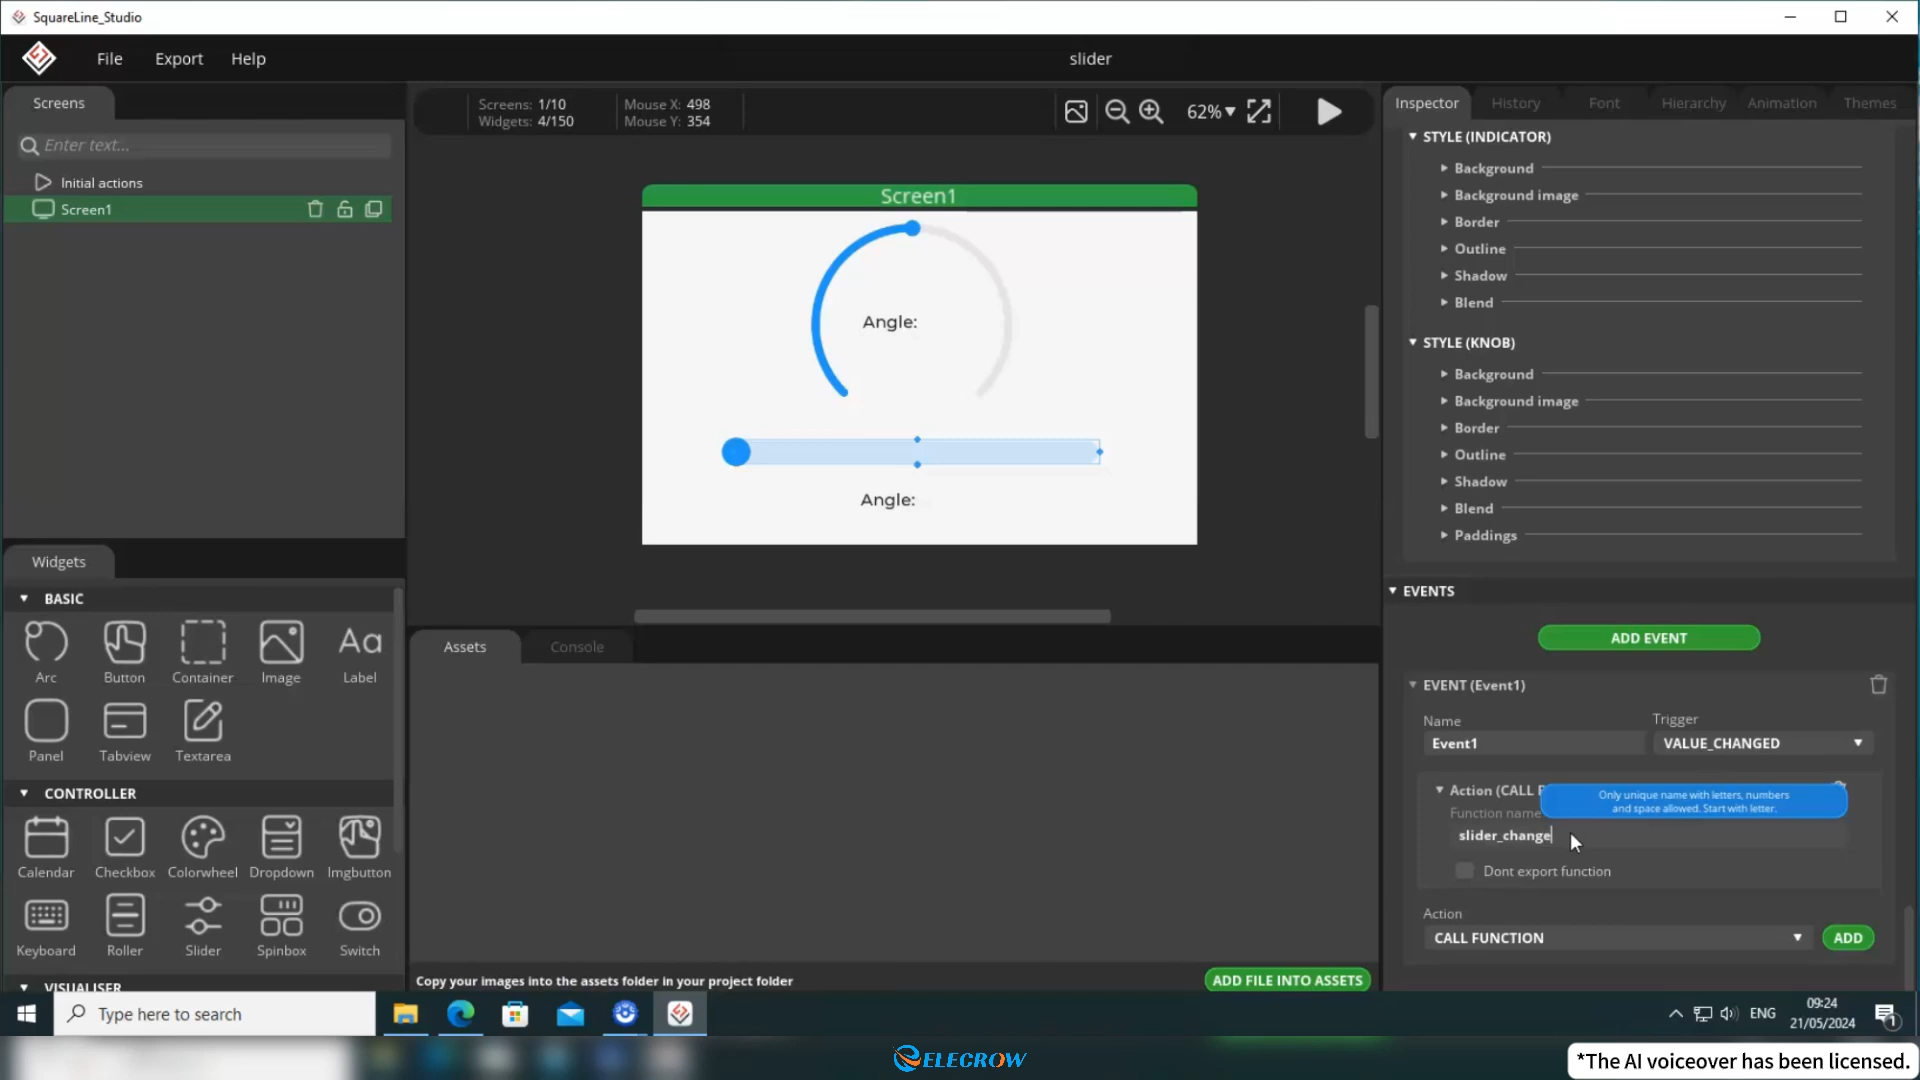 SquareLine_Studio
File Export Help slider
Screens
Enter text...
Initial actions
Screen1
Screens: 1/10
Widgets: 4/150
Mouse X: 498
Mouse Y: 354
62%
Screen1
Angle:
Angle:
Inspector History Font Hierarchy Animation Themes
STYLE (INDICATOR)
Background
Background image
Border
Outline
Shadow
Blend
STYLE (KNOB)
Background
Background image
Border
Outline
Shadow
Blend
Paddings
EVENTS
ADD EVENT
EVENT (Event1)
Name Trigger
Event1 VALUE_CHANGED
Action (CALL F
Only unique name with letters, numbers
and space allowed. Start with letter.
Function name
slider_change
Dont export function
Action
CALL FUNCTION ADD
Widgets
BASIC
Arc Button Container Image Aa Label
Panel Tabview Textarea
CONTROLLER
Calendar Checkbox Colorwheel Dropdown Imgbutton
Keyboard Roller Slider Spinbox Switch
VISUALISER
Assets Console
Copy your images into the assets folder in your project folder
ADD FILE INTO ASSETS
Type here to search
ENG
09:24
21/05/2024
1
ELECROW
*The AI voiceover has been licensed.